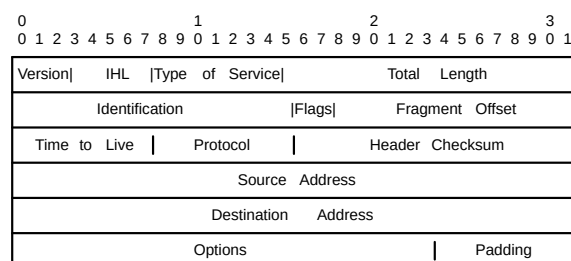 0 1 2 3
0 1 2 3 4 5 6 7 8 9 0 1 2 3 4 5 6 7 8 9 0 1 2 3 4 5 6 7 8 9 0 1
Version| IHL |Type of Service| Total Length
Identification |Flags| Fragment Offset
Time to Live | Protocol | Header Checksum
Source Address
Destination Address
Options | Padding